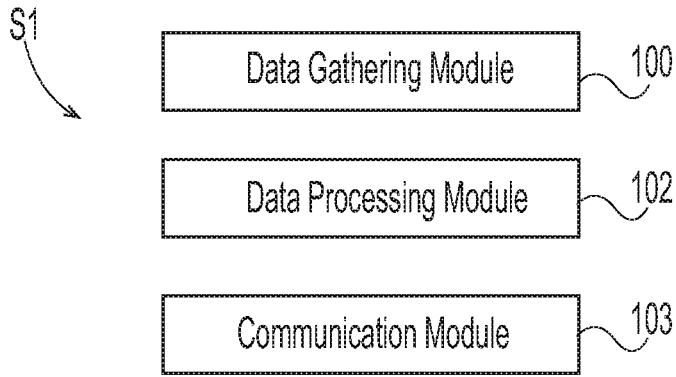 S1
Data Gathering Module
100
Data Processing Module
102
Communication Module
103